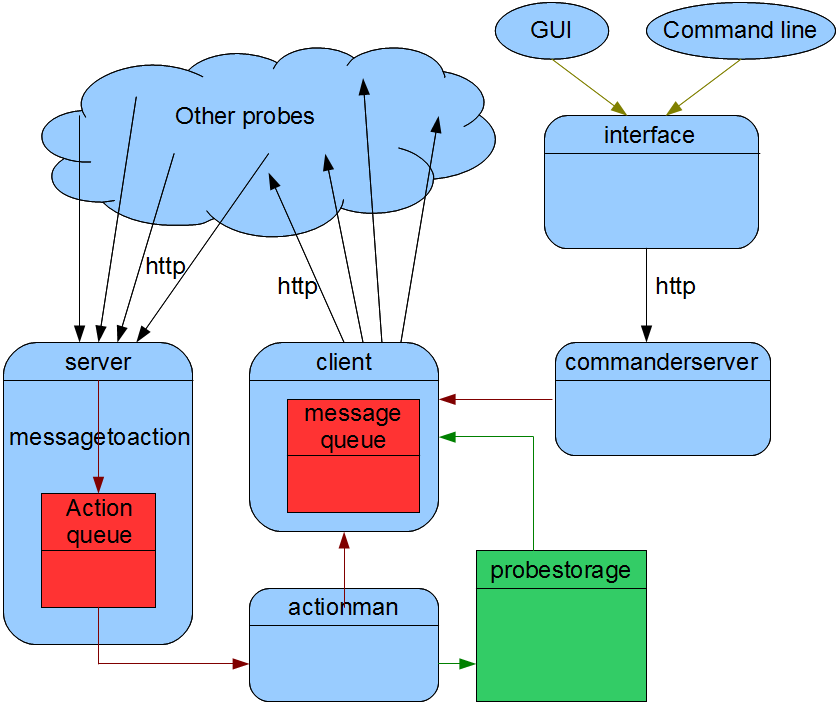 GUI
Command line
Other probes
interface
http
http
http
server
client
commanderserver
messagetoaction
message
queue
Action
queue
probestorage
actionman